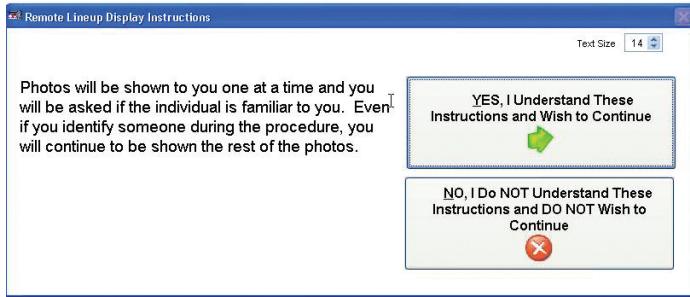 Remote Lineup Display Instructions
Text Size 14
Photos will be shown to you one at a time and you
will be asked if the individual is familiar to you. Even
if you identify someone during the procedure, you
will continue to be shown the rest of the photos.
YES, I Understand These
Instructions and Wish to Continue
NO, I Do NOT Understand These
Instructions and DO NOT Wish to
Continue